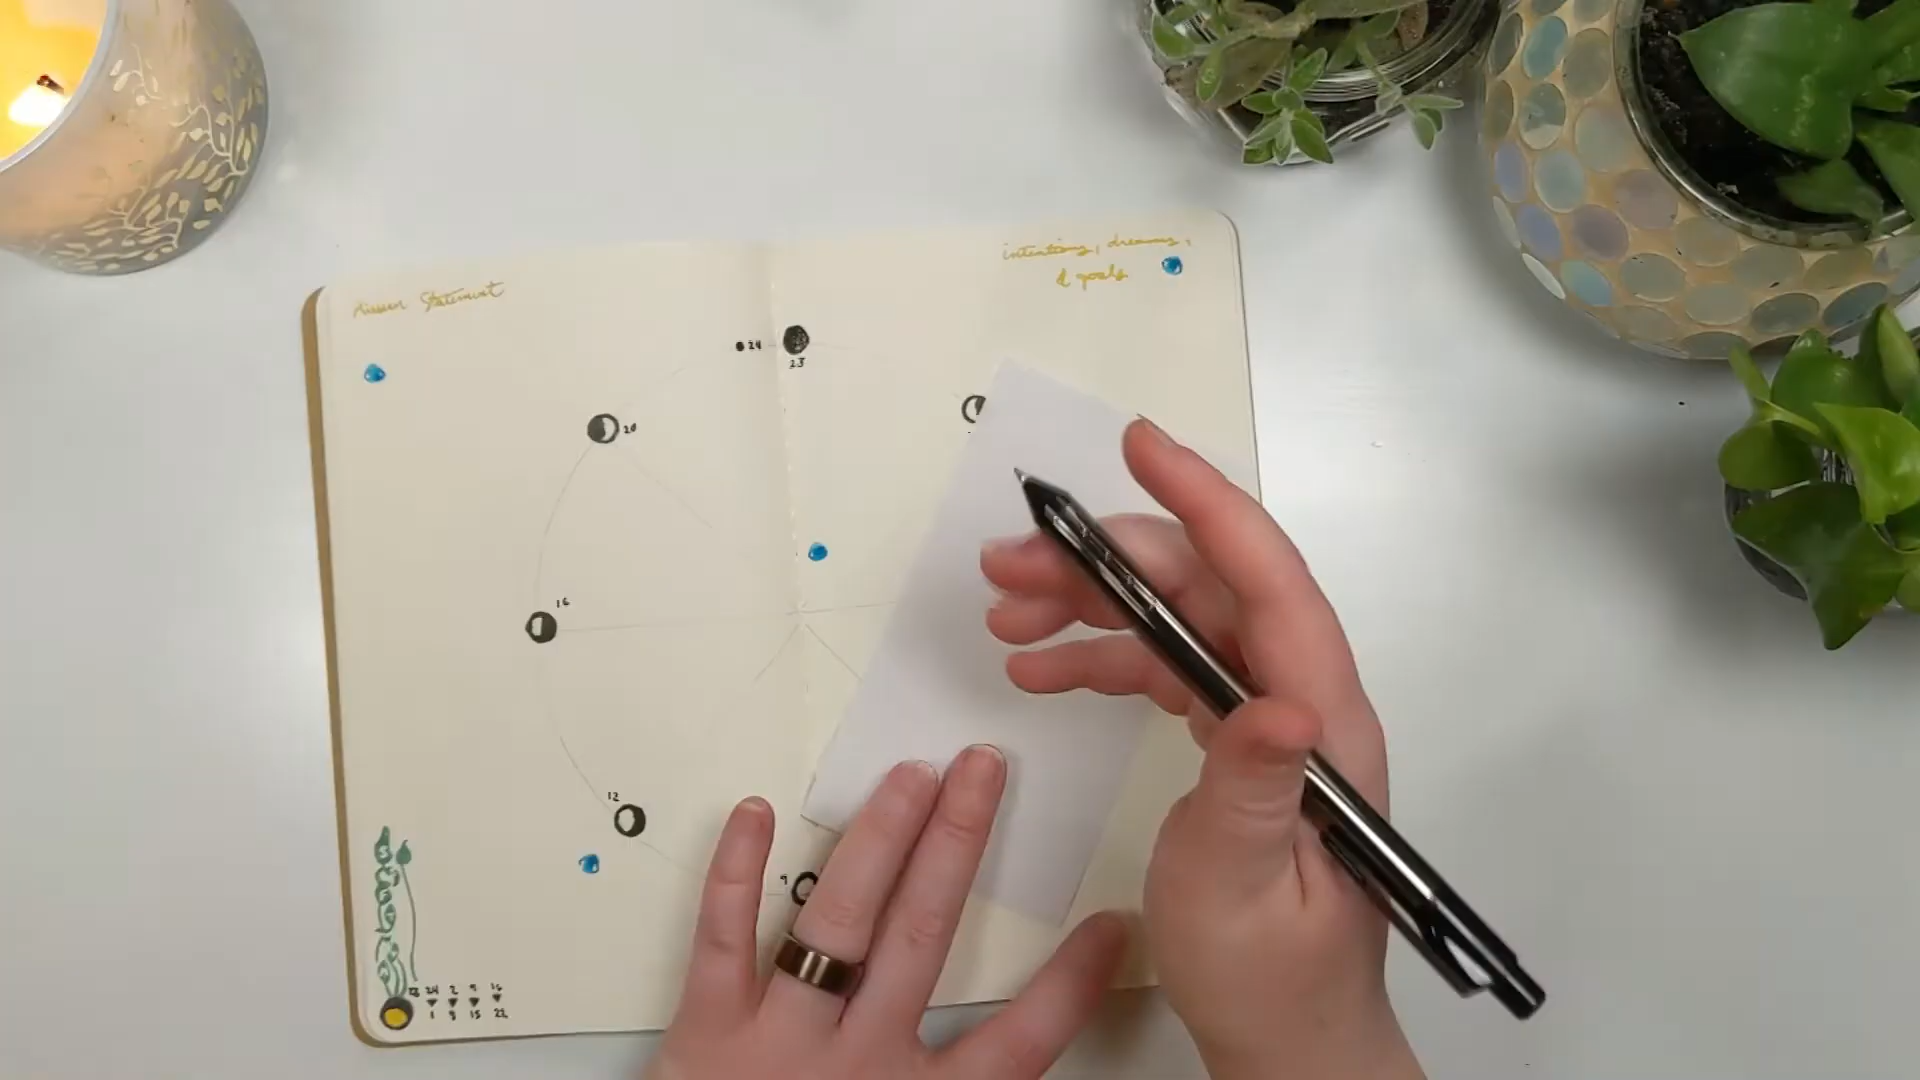 Mission Statement
intentions, dreams,
& goals
24
23
20
16
12
9
24 2 9 16
1 8 15 22